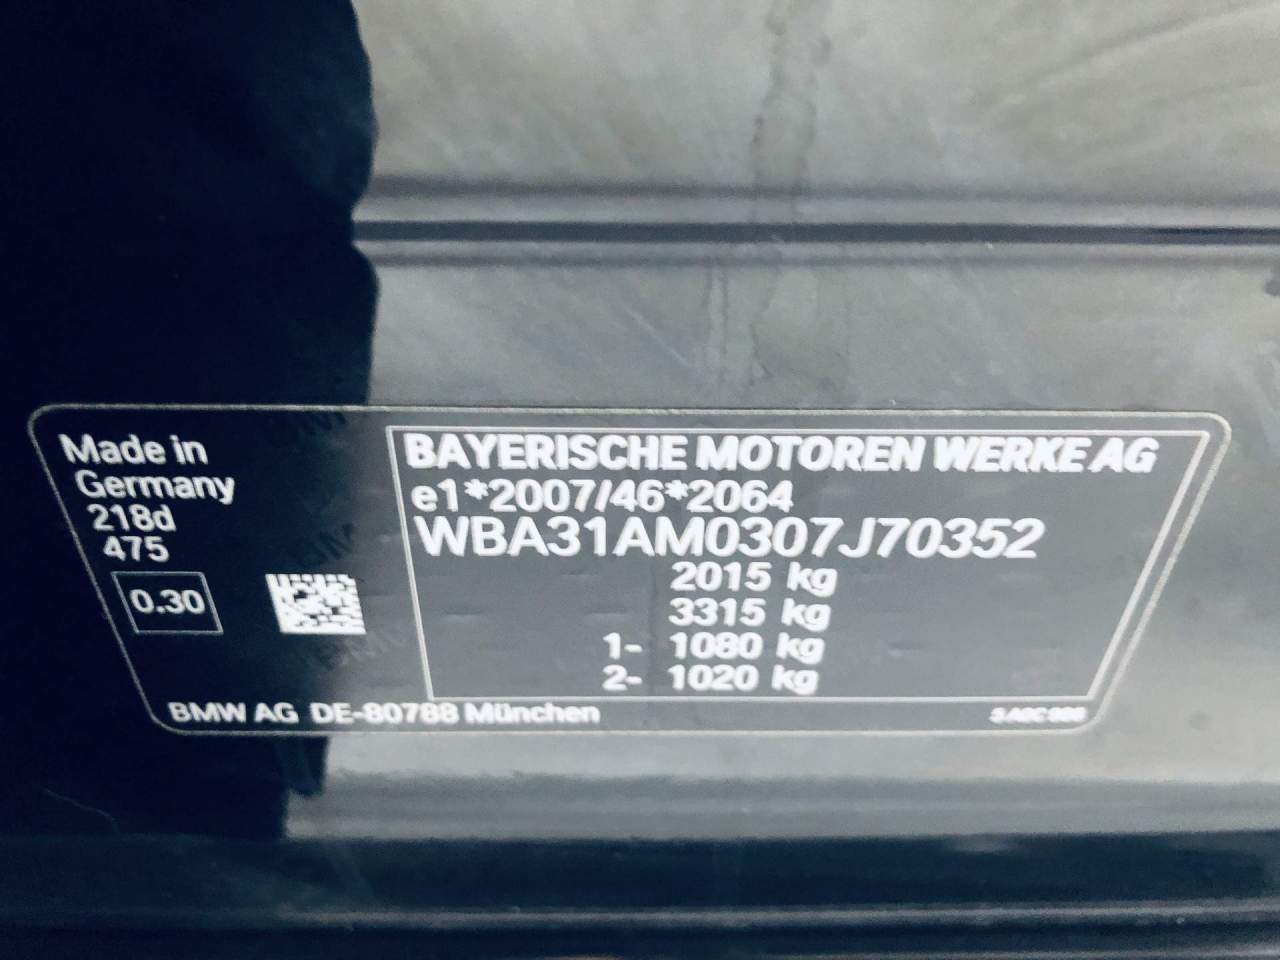 Made in
Germany
218d
475
0.30
BAYERISCHE MOTOREN WERKE AG
e1*2007/46*2064
WBA31AM0307J70352
2015 kg
3315 kg
1- 1080 kg
2- 1020 kg
BMW AG DE-80788 München